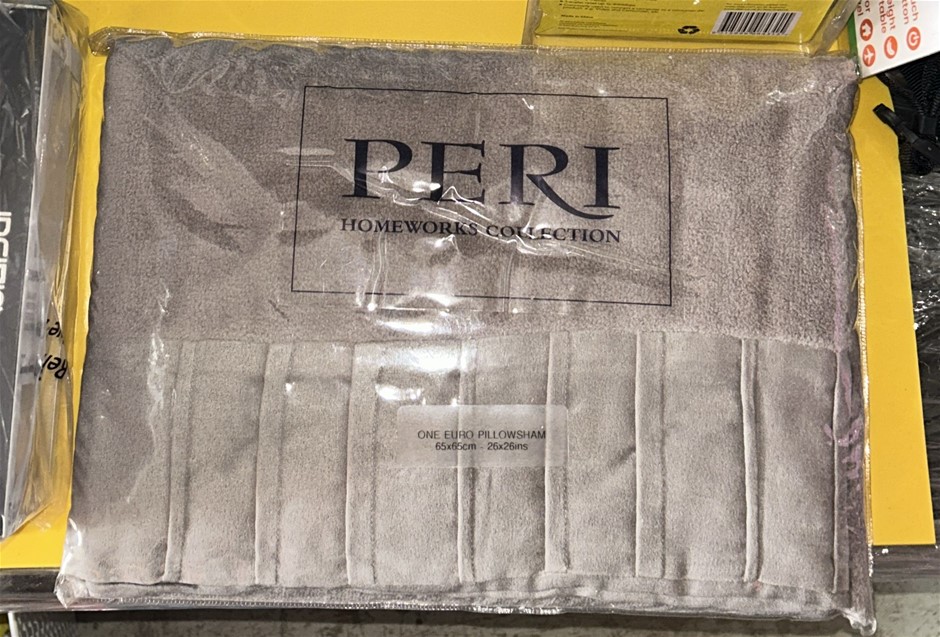 PERI
HOMEWORKS COLLECTION
ONE EURO PILLOWSHAM
65x65cm - 26x26ins